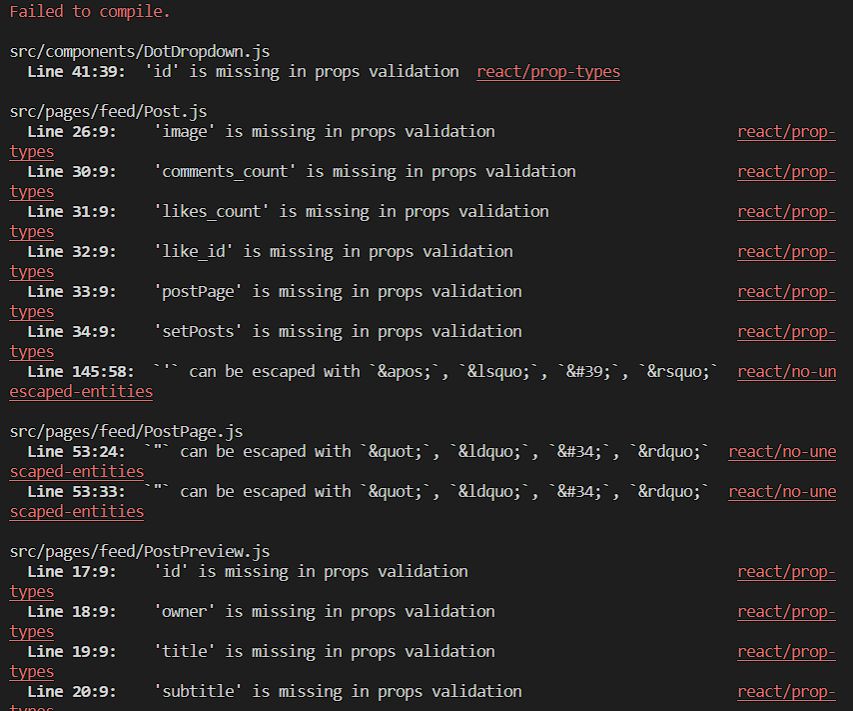 Failed to compile.
src/components/DotDropdown.js
Line 41:39:  'id' is missing in props validation  react/prop-types
src/pages/feed/Post.js
Line 26:9:    'image' is missing in props validation    react/prop-
types
Line 30:9:    'comments_count' is missing in props validation    react/prop-
types
Line 31:9:    'likes_count' is missing in props validation    react/prop-
types
Line 32:9:    'like_id' is missing in props validation    react/prop-
types
Line 33:9:    'postPage' is missing in props validation    react/prop-
types
Line 34:9:    'setPosts' is missing in props validation    react/prop-
types
Line 145:58:  `'` can be escaped with `&apos;`, `&lsquo;`, `&#39;`, `&rsquo;`  react/no-un
escaped-entities
src/pages/feed/PostPage.js
Line 53:24:  `"` can be escaped with `&quot;`, `&ldquo;`, `&#34;`, `&rdquo;`  react/no-une
scaped-entities
Line 53:33:  `"` can be escaped with `&quot;`, `&ldquo;`, `&#34;`, `&rdquo;`  react/no-une
scaped-entities
src/pages/feed/PostPreview.js
Line 17:9:    'id' is missing in props validation    react/prop-
types
Line 18:9:    'owner' is missing in props validation    react/prop-
types
Line 19:9:    'title' is missing in props validation    react/prop-
types
Line 20:9:    'subtitle' is missing in props validation    react/prop-
types